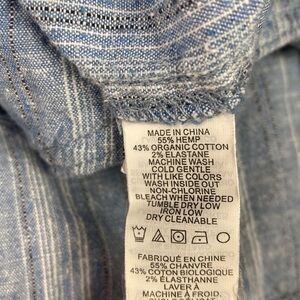 MADE IN CHINA
55% HEMP
43% ORGANIC COTTON
2% ELASTANE
MACHINE WASH
COLD GENTLE
WITH LIKE COLORS
WASH INSIDE OUT
NON-CHLORINE
BLEACH WHEN NEEDED
TUMBLE DRY LOW
IRON LOW
DRY CLEANABLE
FABRIQUÉ EN CHINE
55% CHANVRE
43% COTON BIOLOGIQUE
2% ÉLASTHANNE
LAVER À
MACHINE À FROID,